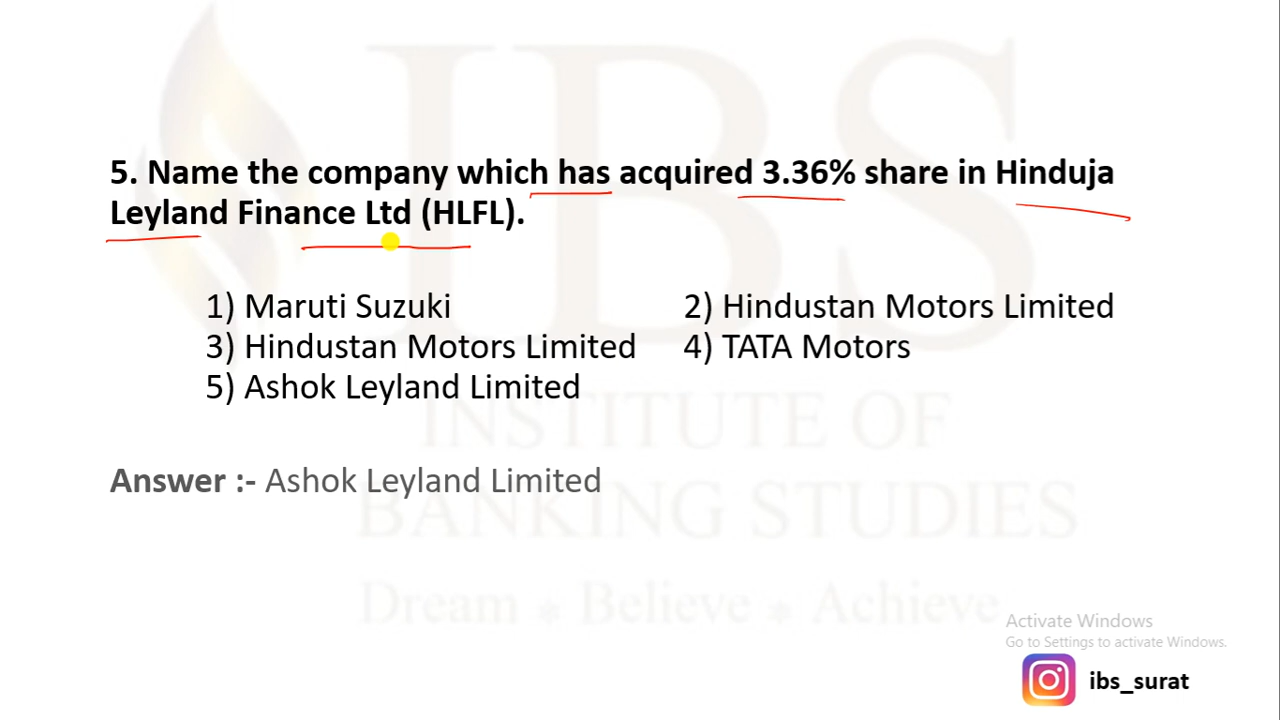 IBS
5. Name the company which has acquired 3.36% share in Hinduja
Leyland Finance Ltd (HLFL).
1) Maruti Suzuki 2) Hindustan Motors Limited
3) Hindustan Motors Limited 4) TATA Motors
5) Ashok Leyland Limited
INSTITUTE OF
Answer :- Ashok Leyland Limited
BANKING STUDIES
Dream * Believe * Achieve
Activate Windows
Go to Settings to activate Windows.
ibs_surat